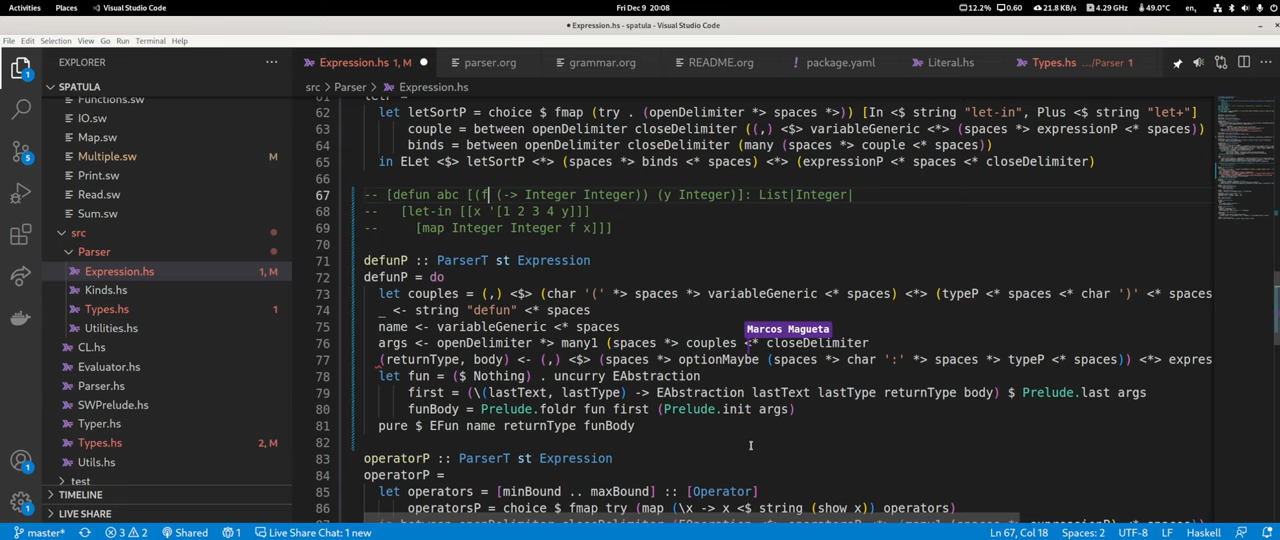 Activities Places Visual Studio Code Fri Dec 9 20:08 12.2% 0.60 21.8 KB/s 4.29 GHz 49.0°C en,
● Expression.hs - spatula - Visual Studio Code
File Edit Selection View Go Run Terminal Help
EXPLORER
SPATULA
Functions.sw
IO.sw
Map.sw
Multiple.sw M
Print.sw
Read.sw
Sum.sw
src
Parser
Expression.hs 1, M
Kinds.hs
Types.hs 1
Utilities.hs
CL.hs
Evaluator.hs
Parser.hs
SWPrelude.hs
Typer.hs
Types.hs 2, M
Utils.hs
test
TIMELINE
LIVE SHARE
Expression.hs 1, M parser.org grammar.org README.org package.yaml Literal.hs Types.hs .../Parser 1
src > Parser > Expression.hs
61 letP =
62 let letSortP = choice $ fmap (try . (openDelimiter *> spaces *>)) [In <$ string "let-in", Plus <$ string "let+"]
63 couple = between openDelimiter closeDelimiter ((,) <$> variableGeneric <*> (spaces *> expressionP <* spaces))
64 binds = between openDelimiter closeDelimiter (many (spaces *> couple <* spaces))
65 in ELet <$> letSortP <*> (spaces *> binds <* spaces) <*> (expressionP <* spaces <* closeDelimiter)
66
67 -- [defun abc [(f (-> Integer Integer)) (y Integer)]: List|Integer|
68 -- [let-in [[x '[1 2 3 4 y]]]
69 -- [map Integer Integer f x]]]
70
71 defunP :: ParserT st Expression
72 defunP = do
73 let couples = (,) <$> (char '(' *> spaces *> variableGeneric <* spaces) <*> (typeP <* spaces <* char ')' <* spaces
74 _ <- string "defun" <* spaces
75 name <- variableGeneric <* spaces
Marcos Magueta
76 args <- openDelimiter *> many1 (spaces *> couples <* closeDelimiter
77 (returnType, body) <- (,) <$> (spaces *> optionMaybe (spaces *> char ':' *> spaces *> typeP <* spaces)) <*> expres
78 let fun = ($ Nothing) . uncurry EAbstraction
79 first = (\(lastText, lastType) -> EAbstraction lastText lastType returnType body) $ Prelude.last args
80 funBody = Prelude.foldr fun first (Prelude.init args)
81 pure $ EFun name returnType funBody
82
83 operatorP :: ParserT st Expression
84 operatorP =
85 let operators = [minBound .. maxBound] :: [Operator]
86 operatorsP = choice $ fmap try (map (\x -> x <$ string (show x)) operators)
master* 3 2 Shared 1 Live Share Chat: 1 new Ln 67, Col 18 Spaces: 2 UTF-8 LF Haskell